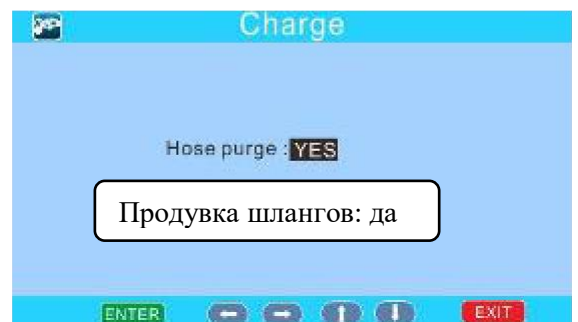 Charge
Hose purge : YES
Продувка шлангов: да
ENTER
EXIT